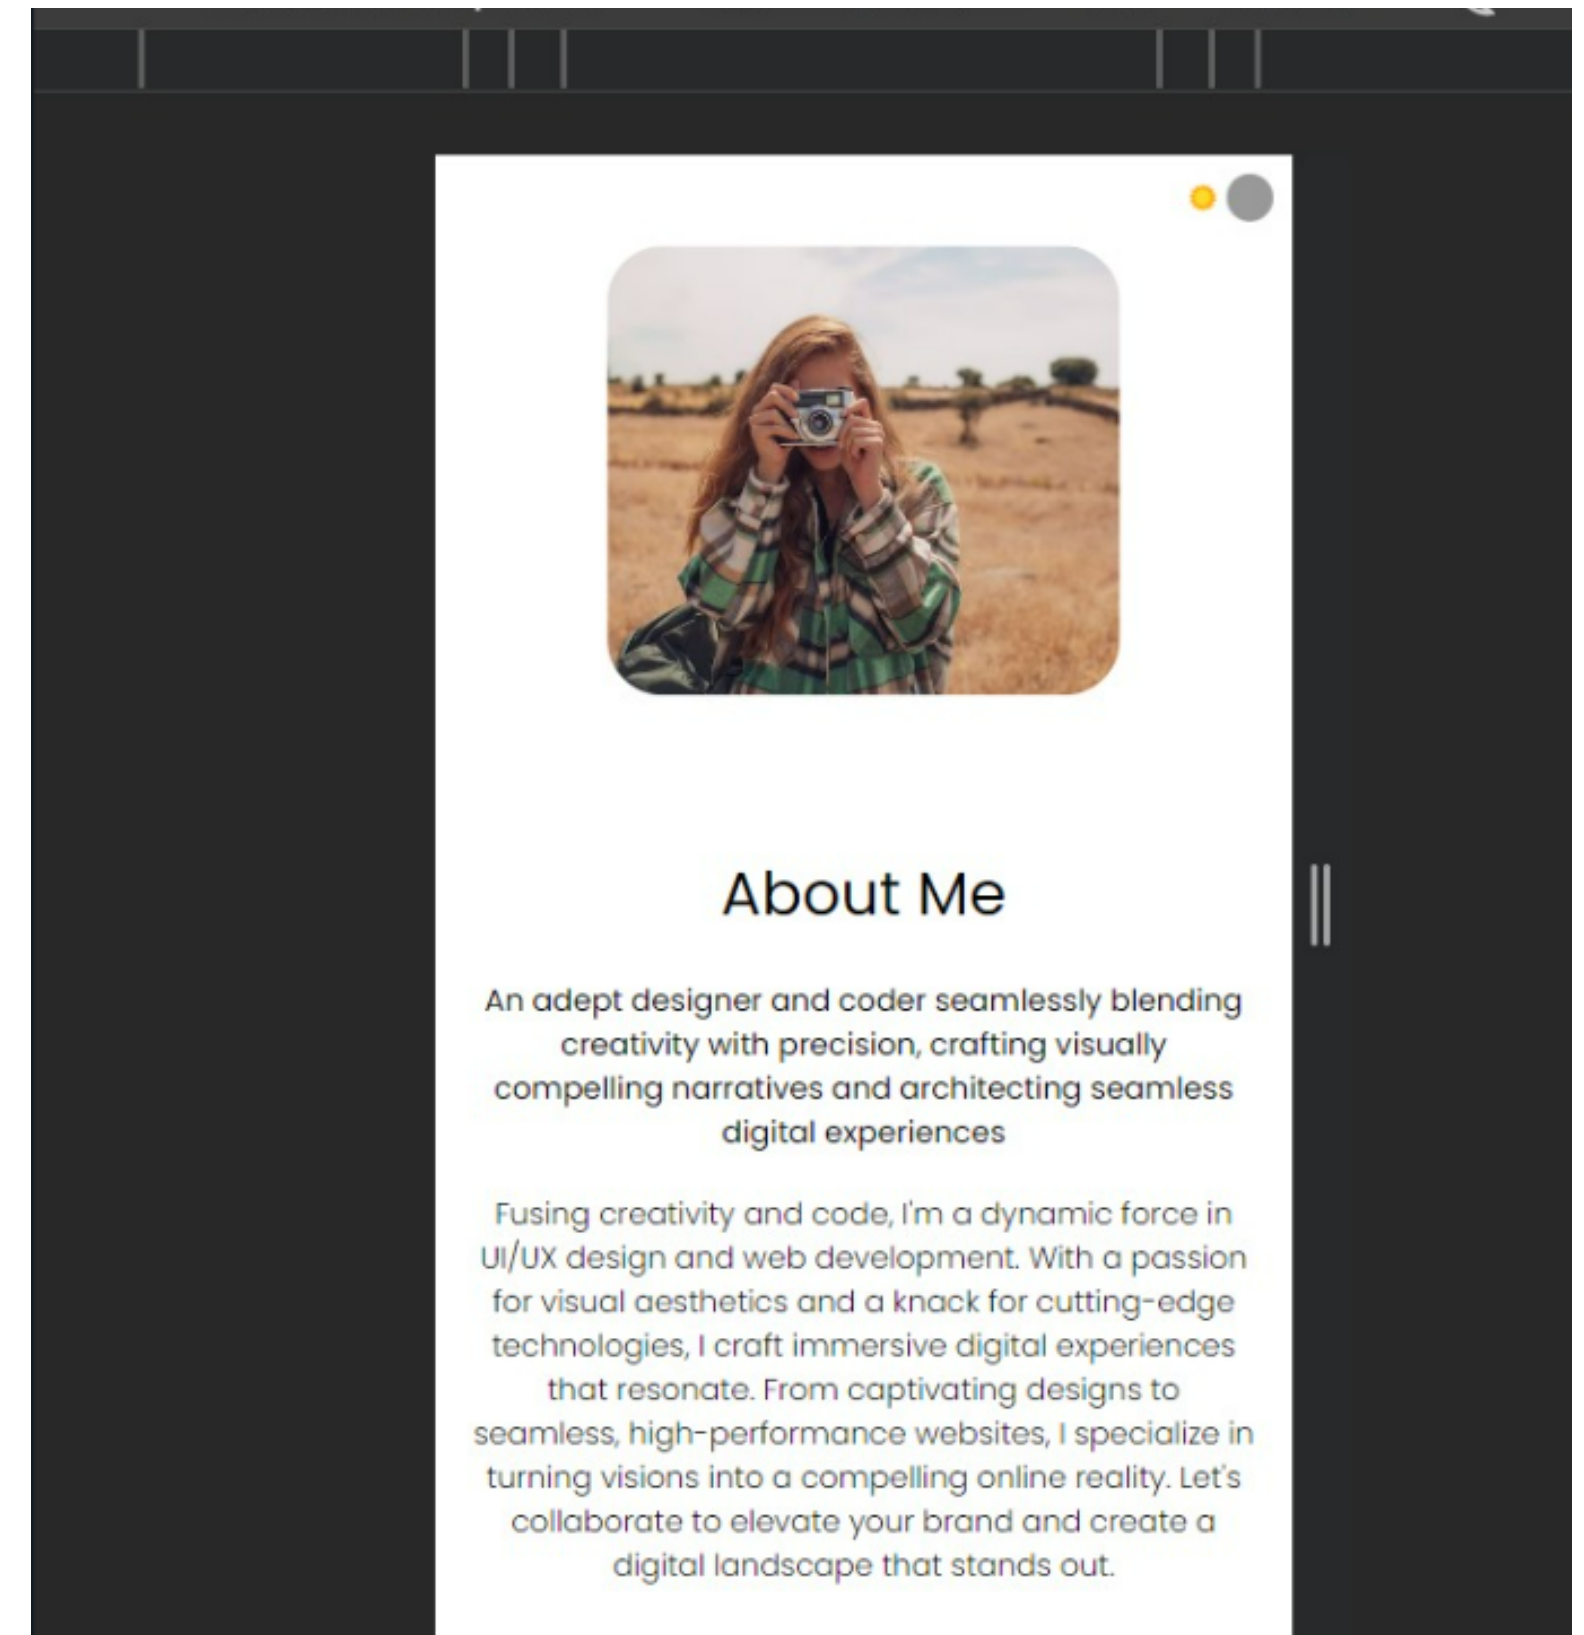 About Me
An adept designer and coder seamlessly blending
creativity with precision, crafting visually
compelling narratives and architecting seamless
digital experiences
Fusing creativity and code, I'm a dynamic force in
UI/UX design and web development. With a passion
for visual aesthetics and a knack for cutting-edge
technologies, I craft immersive digital experiences
that resonate. From captivating designs to
seamless, high-performance websites, I specialize in
turning visions into a compelling online reality. Let's
collaborate to elevate your brand and create a
digital landscape that stands out.